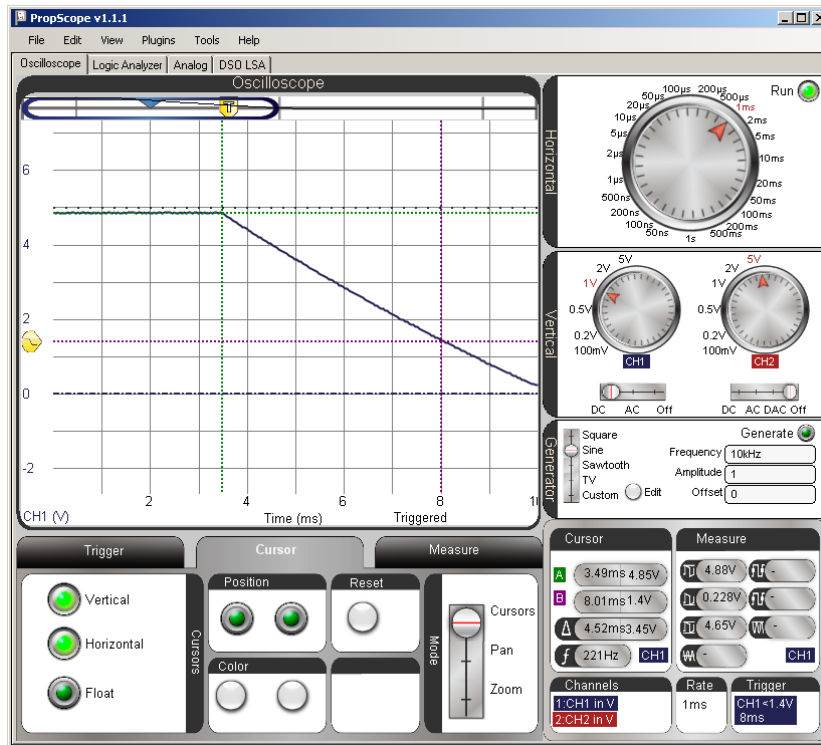 PropScope v1.1.1
File Edit View Plugins Tools Help
Oscilloscope Logic Analyzer Analog DSO LSA
Oscilloscope
T
6
4
2
0
-2
2 4 6 8 1
CH1 (V) Time (ms) Triggered
Horizontal
Run
50ns
100ns
200ns
500ns
1µs
2µs
5µs
10µs
20µs
50µs
100µs
200µs
500µs
1ms
2ms
5ms
10ms
20ms
50ms
100ms
200ms
500ms
1s
Vertical
5V
2V
1V
0.5V
0.2V
100mV
CH1
DC AC Off
5V
2V
1V
0.5V
0.2V
100mV
CH2
DC AC DAC Off
Generator
Square
Sine
Sawtooth
TV
Custom
Edit
Generate
Frequency 10kHz
Amplitude 1
Offset 0
Trigger Cursor Measure
Vertical
Horizontal
Float
Cursors
Position
Reset
Color
Mode
Cursors
Pan
Zoom
Cursor
A 3.49ms 4.85V
B 8.01ms 1.4V
Δ 4.52ms 3.45V
f 221Hz CH1
Measure
4.88V -
0.228V -
4.65V -
- CH1
Channels
1:CH1 in V
2:CH2 in V
Rate
1ms
Trigger
CH1<1.4V
8ms